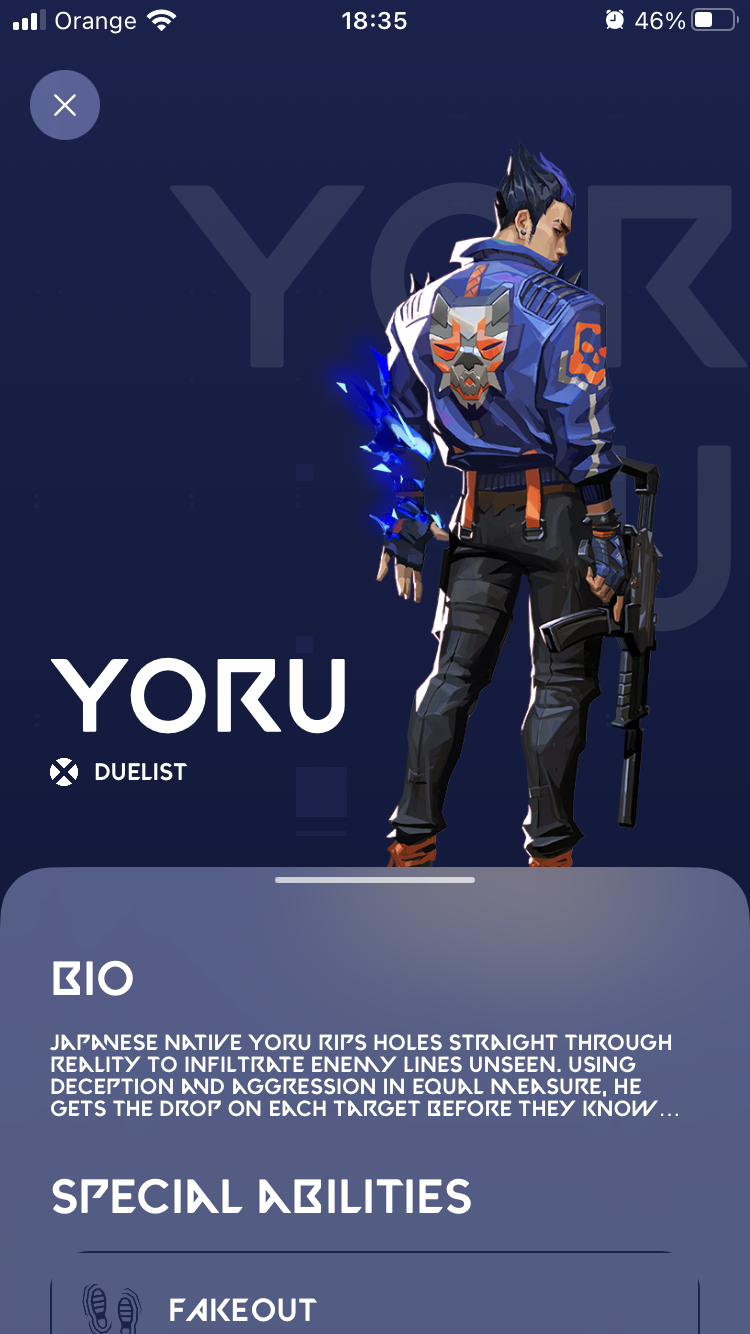 Orange 18:35 46%
YOR
U
YORU
DUELIST
BIO
JAPANESE NATIVE YORU RIPS HOLES STRAIGHT THROUGH
REALITY TO INFILTRATE ENEMY LINES UNSEEN. USING
DECEPTION AND AGGRESSION IN EQUAL MEASURE, HE
GETS THE DROP ON EACH TARGET BEFORE THEY KNOW...
SPECIAL ABILITIES
FAKEOUT